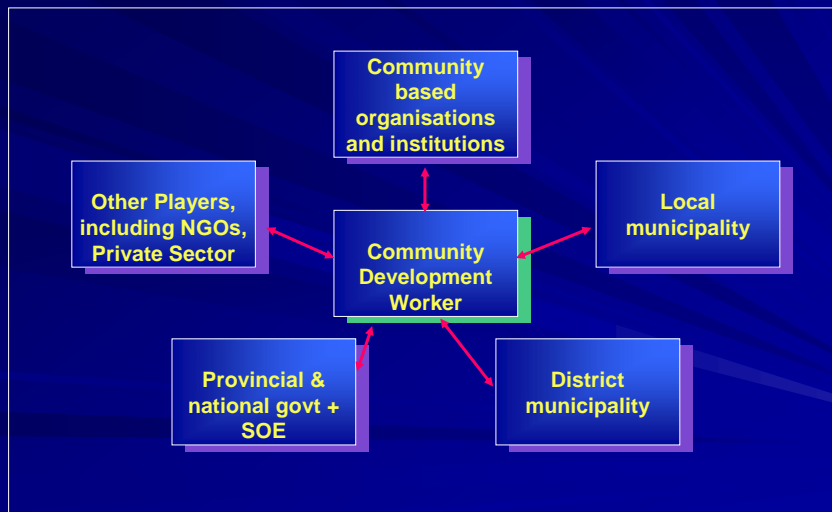 Community
based
organisations
and institutions
Other Players,
including NGOs,
Private Sector
Local
municipality
Community
Development
Worker
Provincial &
national govt +
SOE
District
municipality